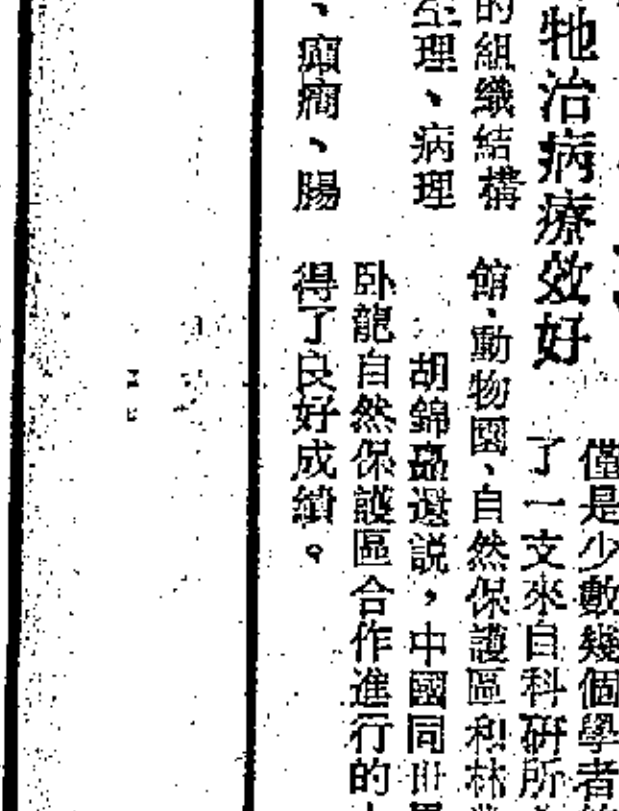 牠治病療效好
僅是少數幾個學者
了一支來自科研所
的組織結構
館、動物園、自然保護區和林
理、病理
胡錦矗還說，中國同世
臥龍自然保護區合作進行的
、癲癇、腸
得了良好成績。